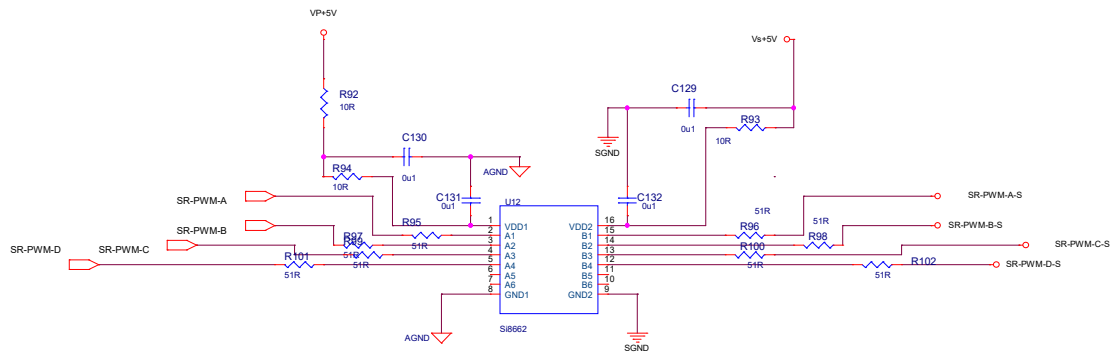 VP+5V
Vs+5V
R92
10R
C129
0u1
R93
10R
C130
0u1
SGND
R94
10R
AGND
C131
0u1
C132
0u1
U12
SR-PWM-A
SR-PWM-B
SR-PWM-D
SR-PWM-C
R95
51R
R97
51R
R99
51R
R101
51R
1 VDD1
2 A1
3 A2
4 A3
5 A4
6 A5
7 A6
8 GND1
VDD2 16
B1 15
B2 14
B3 13
B4 12
B5 11
B6 10
GND2 9
R96
51R
51R
R98
R100
51R
51R
R102
SR-PWM-A-S
SR-PWM-B-S
SR-PWM-C-S
SR-PWM-D-S
AGND
Si8662
SGND